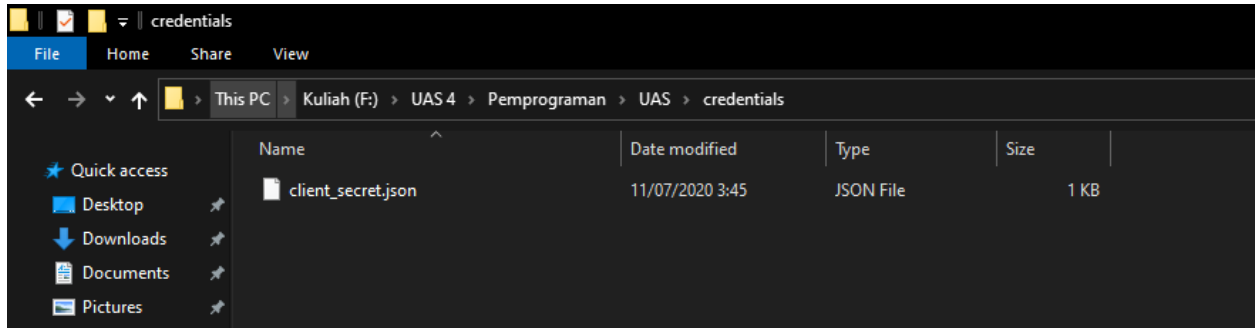 credentials
File Home Share View
This PC Kuliah (F:) UAS 4 Pemprograman UAS credentials
Name Date modified Type Size
Quick access
client_secret.json 11/07/2020 3:45 JSON File 1 KB
Desktop
Downloads
Documents
Pictures